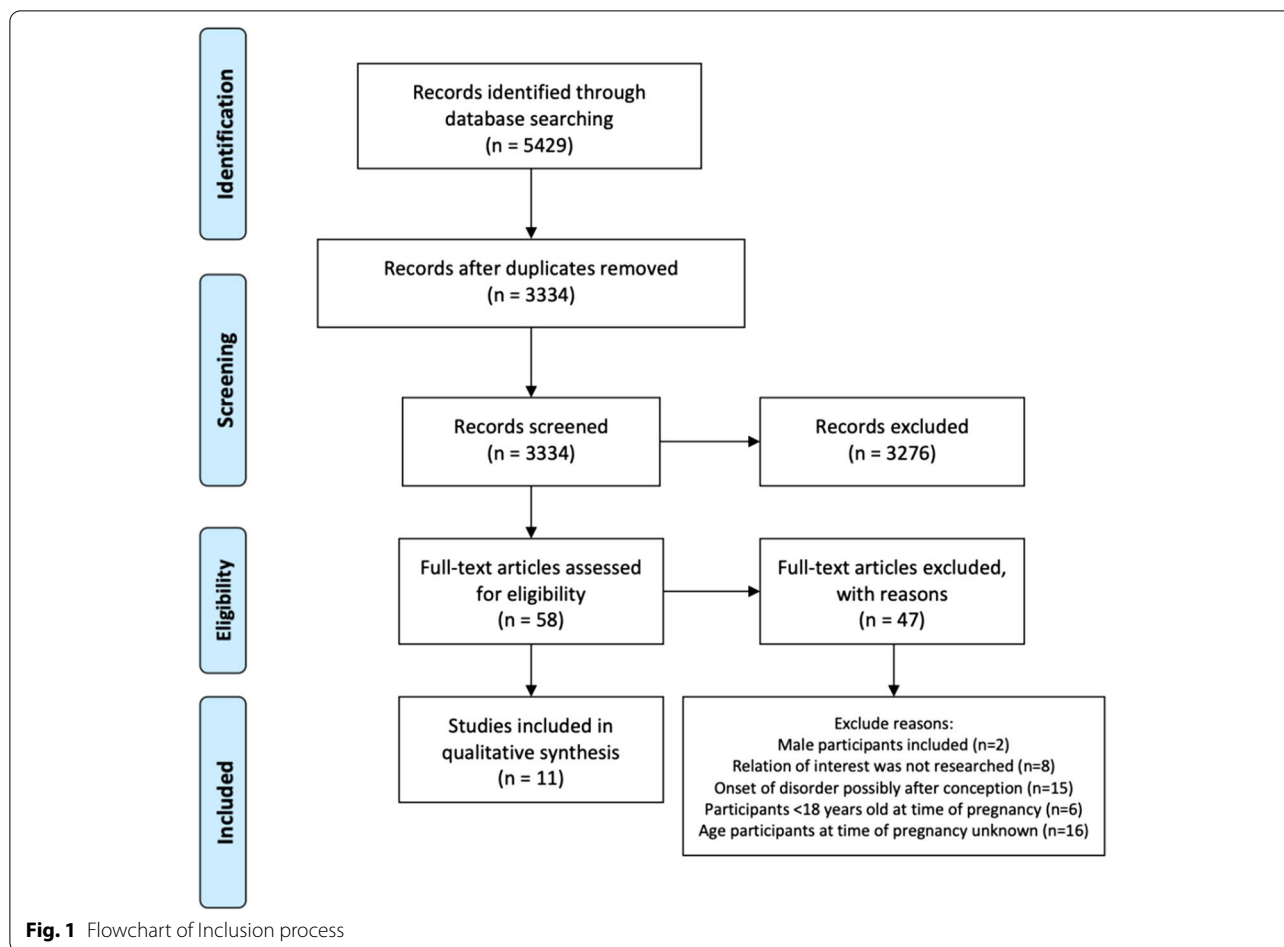 Identification
Records identified through
database searching
(n = 5429)
Records after duplicates removed
(n = 3334)
Screening
Records screened
(n = 3334)
Records excluded
(n = 3276)
Eligibility
Full-text articles assessed
for eligibility
(n = 58)
Full-text articles excluded,
with reasons
(n = 47)
Included
Studies included in
qualitative synthesis
(n = 11)
Exclude reasons:
Male participants included (n=2)
Relation of interest was not researched (n=8)
Onset of disorder possibly after conception (n=15)
Participants <18 years old at time of pregnancy (n=6)
Age participants at time of pregnancy unknown (n=16)
Fig. 1 Flowchart of Inclusion process